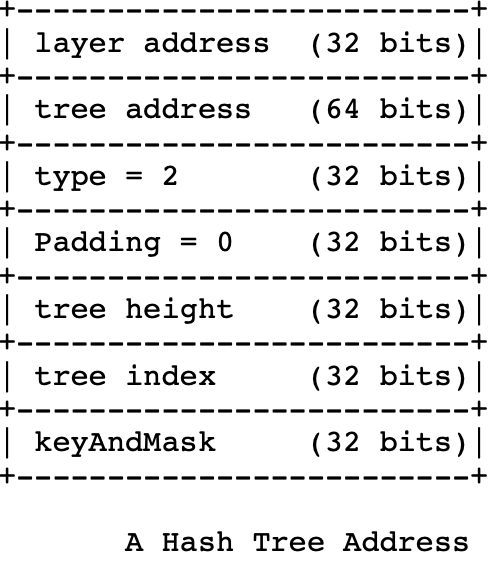 +-------------------------+
| layer address  (32 bits)|
+-------------------------+
| tree address   (64 bits)|
+-------------------------+
| type = 2       (32 bits)|
+-------------------------+
| Padding = 0    (32 bits)|
+-------------------------+
| tree height    (32 bits)|
+-------------------------+
| tree index     (32 bits)|
+-------------------------+
| keyAndMask     (32 bits)|
+-------------------------+
A Hash Tree Address